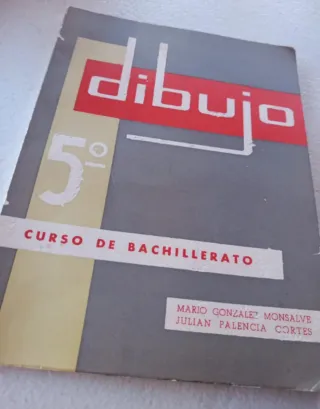 dibujo
5º
CURSO DE BACHILLERATO
MARIO GONZALEZ MONSALVE
JULIAN PALENCIA CORTES